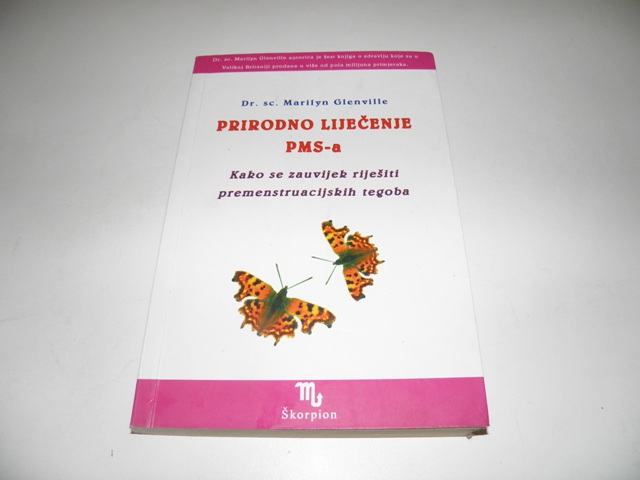 Dr. sc. Marilyn Glenville autorica je šest knjiga o zdravlju koje su u
Velikoj Britaniji prodane u više od pola milijuna primjeraka.
Dr. sc. Marilyn Glenville
PRIRODNO LIJEČENJE
PMS-a
Kako se zauvijek riješiti
premenstruacijskih tegoba
Škorpion